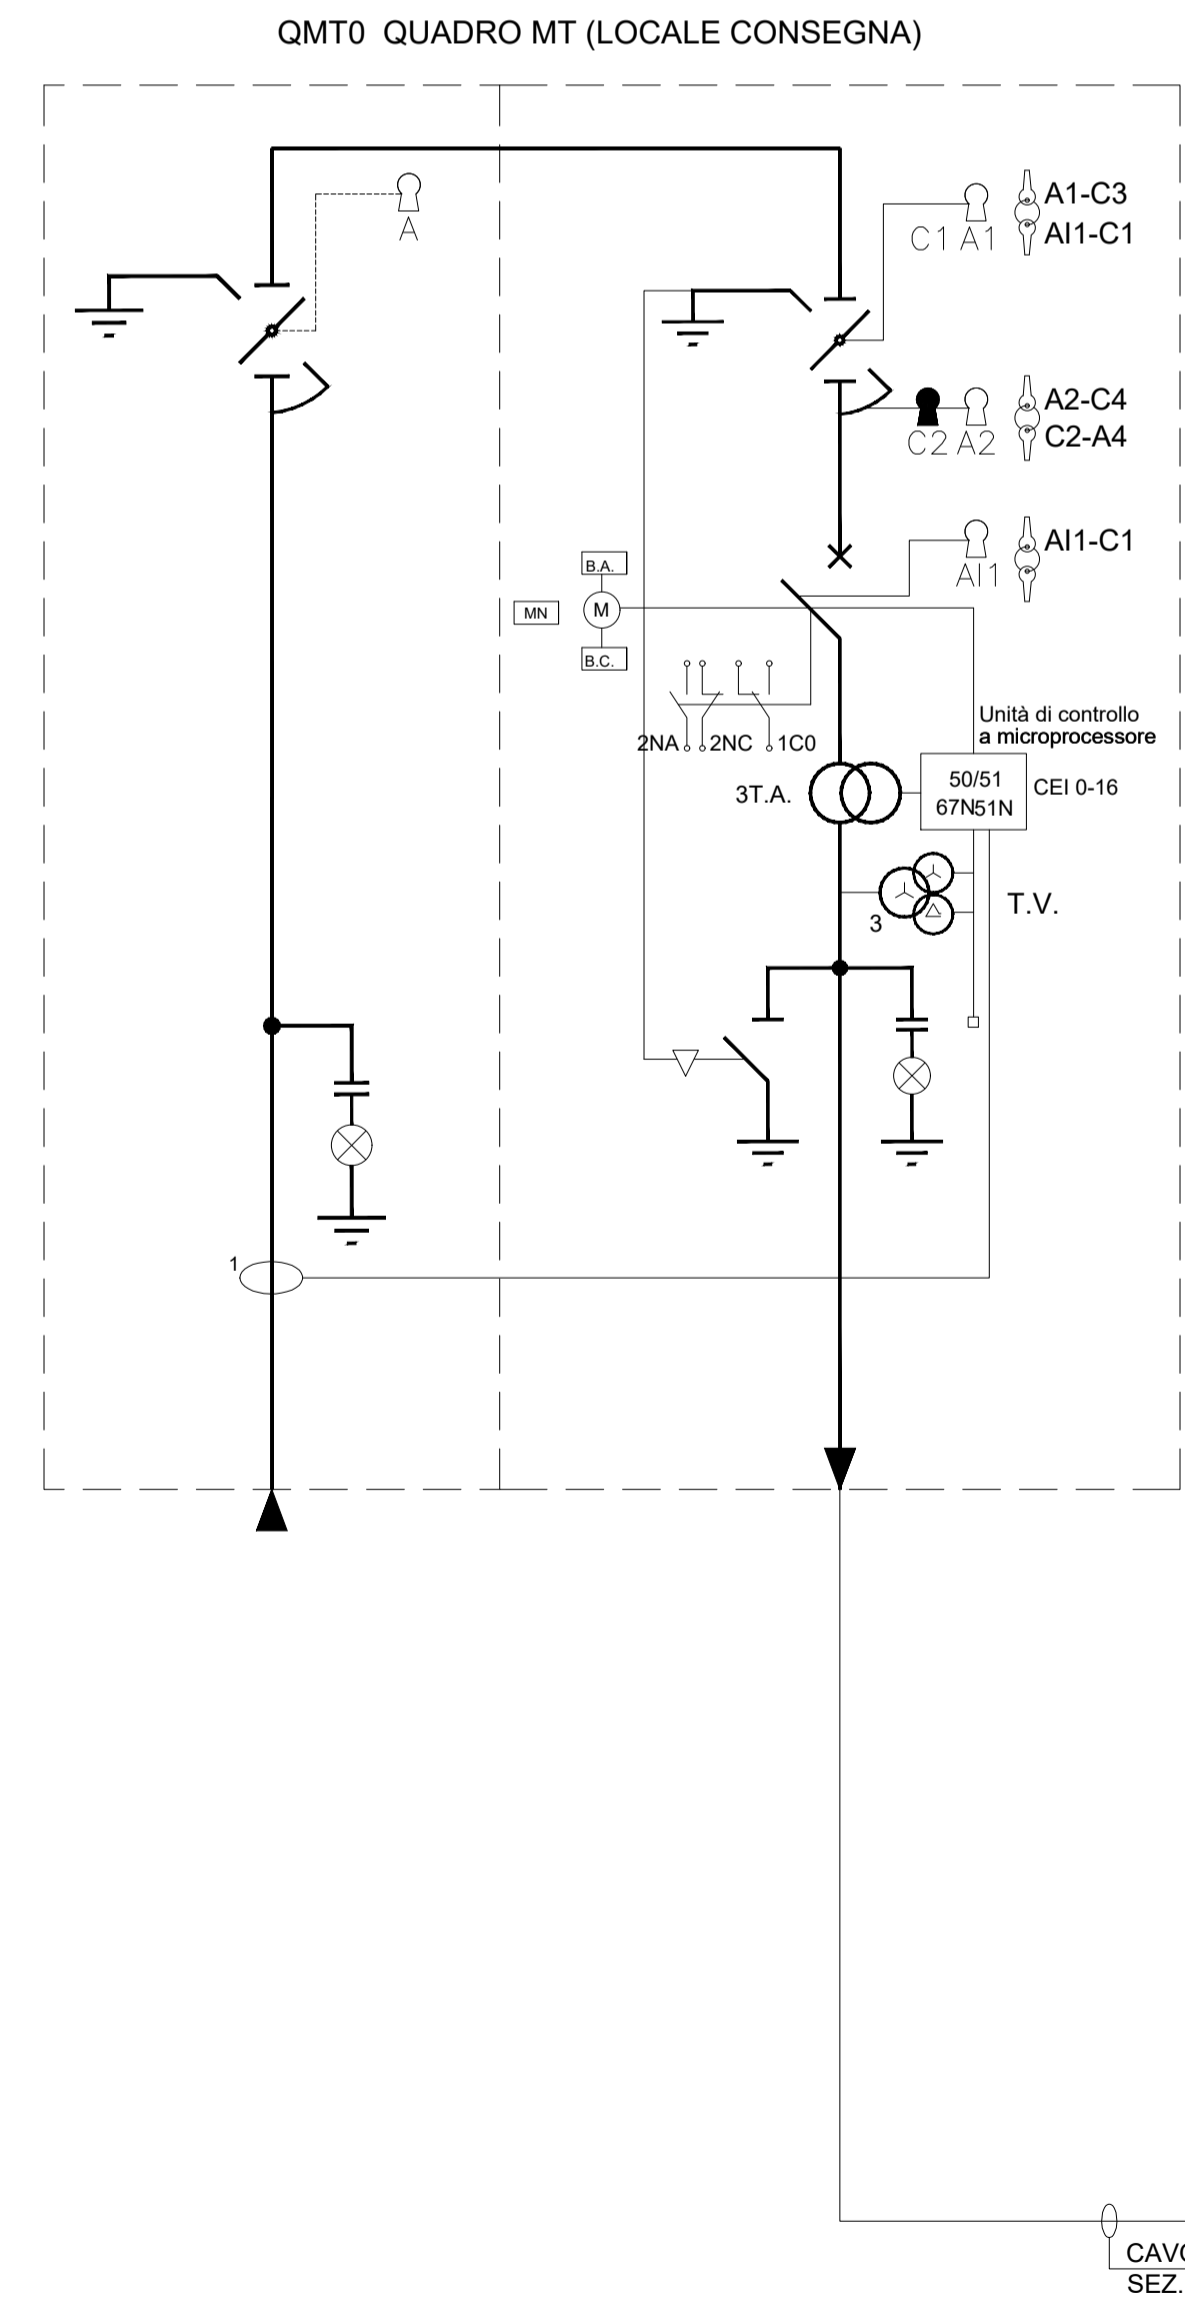 QMT0 QUADRO MT (LOCALE CONSEGNA)
A
C1 A1
A1-C3
AI1-C1
C2 A2
A2-C4
C2-A4
AI1
AI1-C1
B.A.
MN
M
B.C.
2NA
2NC
1C0
Unità di controllo
a microprocessore
3T.A.
50/51
67N51N
CEI 0-16
3
T.V.
1
SEZ.